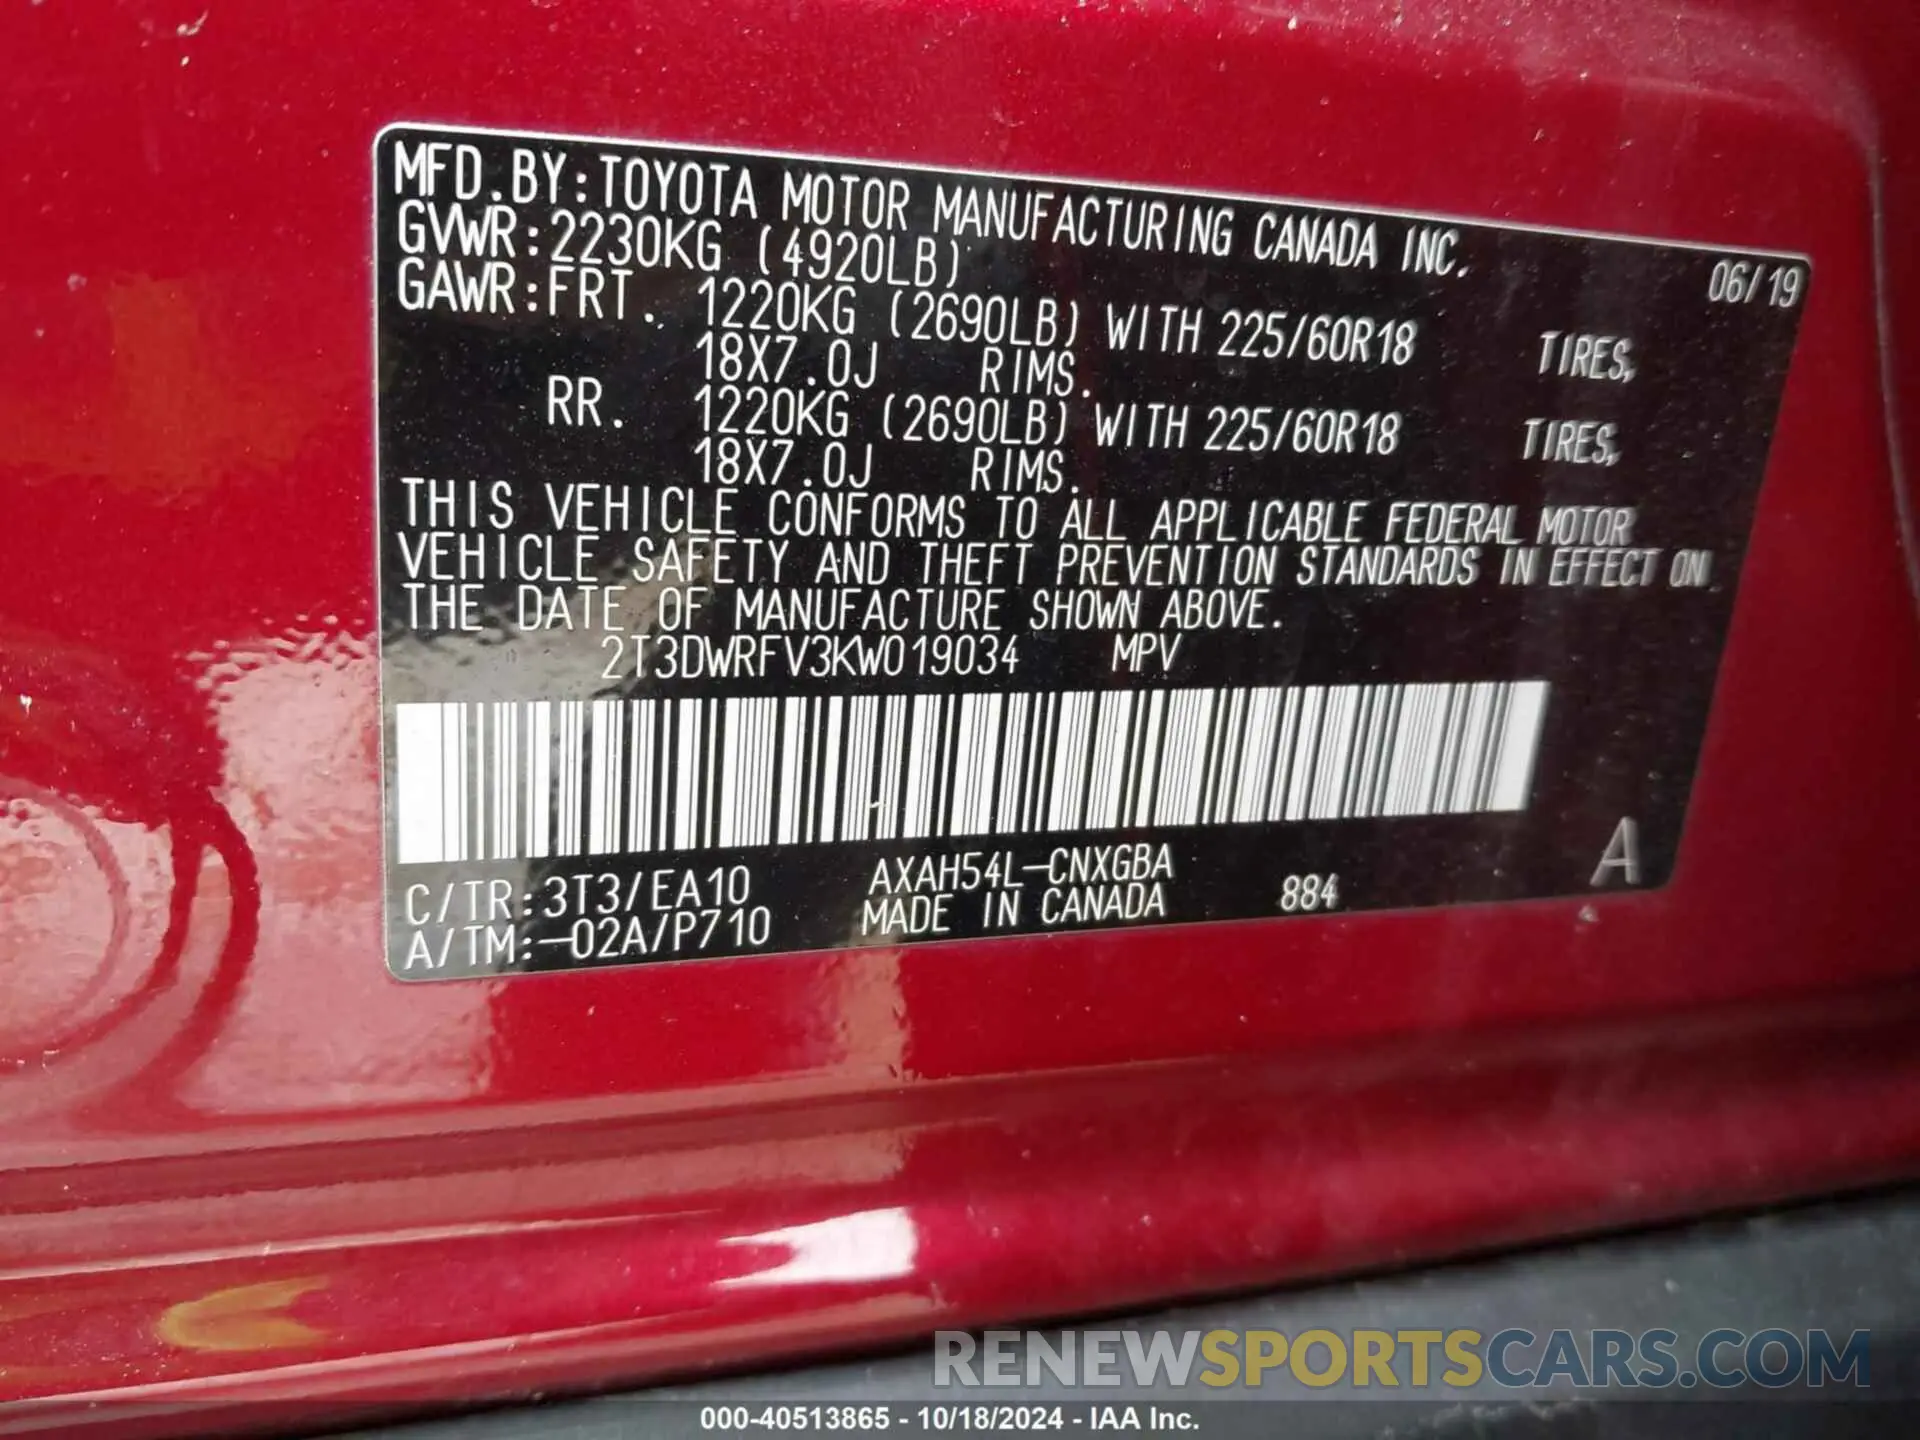 MFD.BY:TOYOTA MOTOR MANUFACTURING CANADA INC.
GVWR:2230KG (4920LB) 06/19
GAWR:FRT. 1220KG (2690LB) WITH 225/60R18 TIRES,
18X7.0J RIMS.
RR. 1220KG (2690LB) WITH 225/60R18 TIRES,
18X7.0J RIMS.
THIS VEHICLE CONFORMS TO ALL APPLICABLE FEDERAL MOTOR
VEHICLE SAFETY AND THEFT PREVENTION STANDARDS IN EFFECT ON
THE DATE OF MANUFACTURE SHOWN ABOVE.
2T3DWRFV3KW019034 MPV
C/TR:3T3/EA10 AXAH54L-CNXGBA
A/TM:-02A/P710 MADE IN CANADA 884 A
RENEWSPORTSCARS.COM
000-40513865 - 10/18/2024 - IAA Inc.